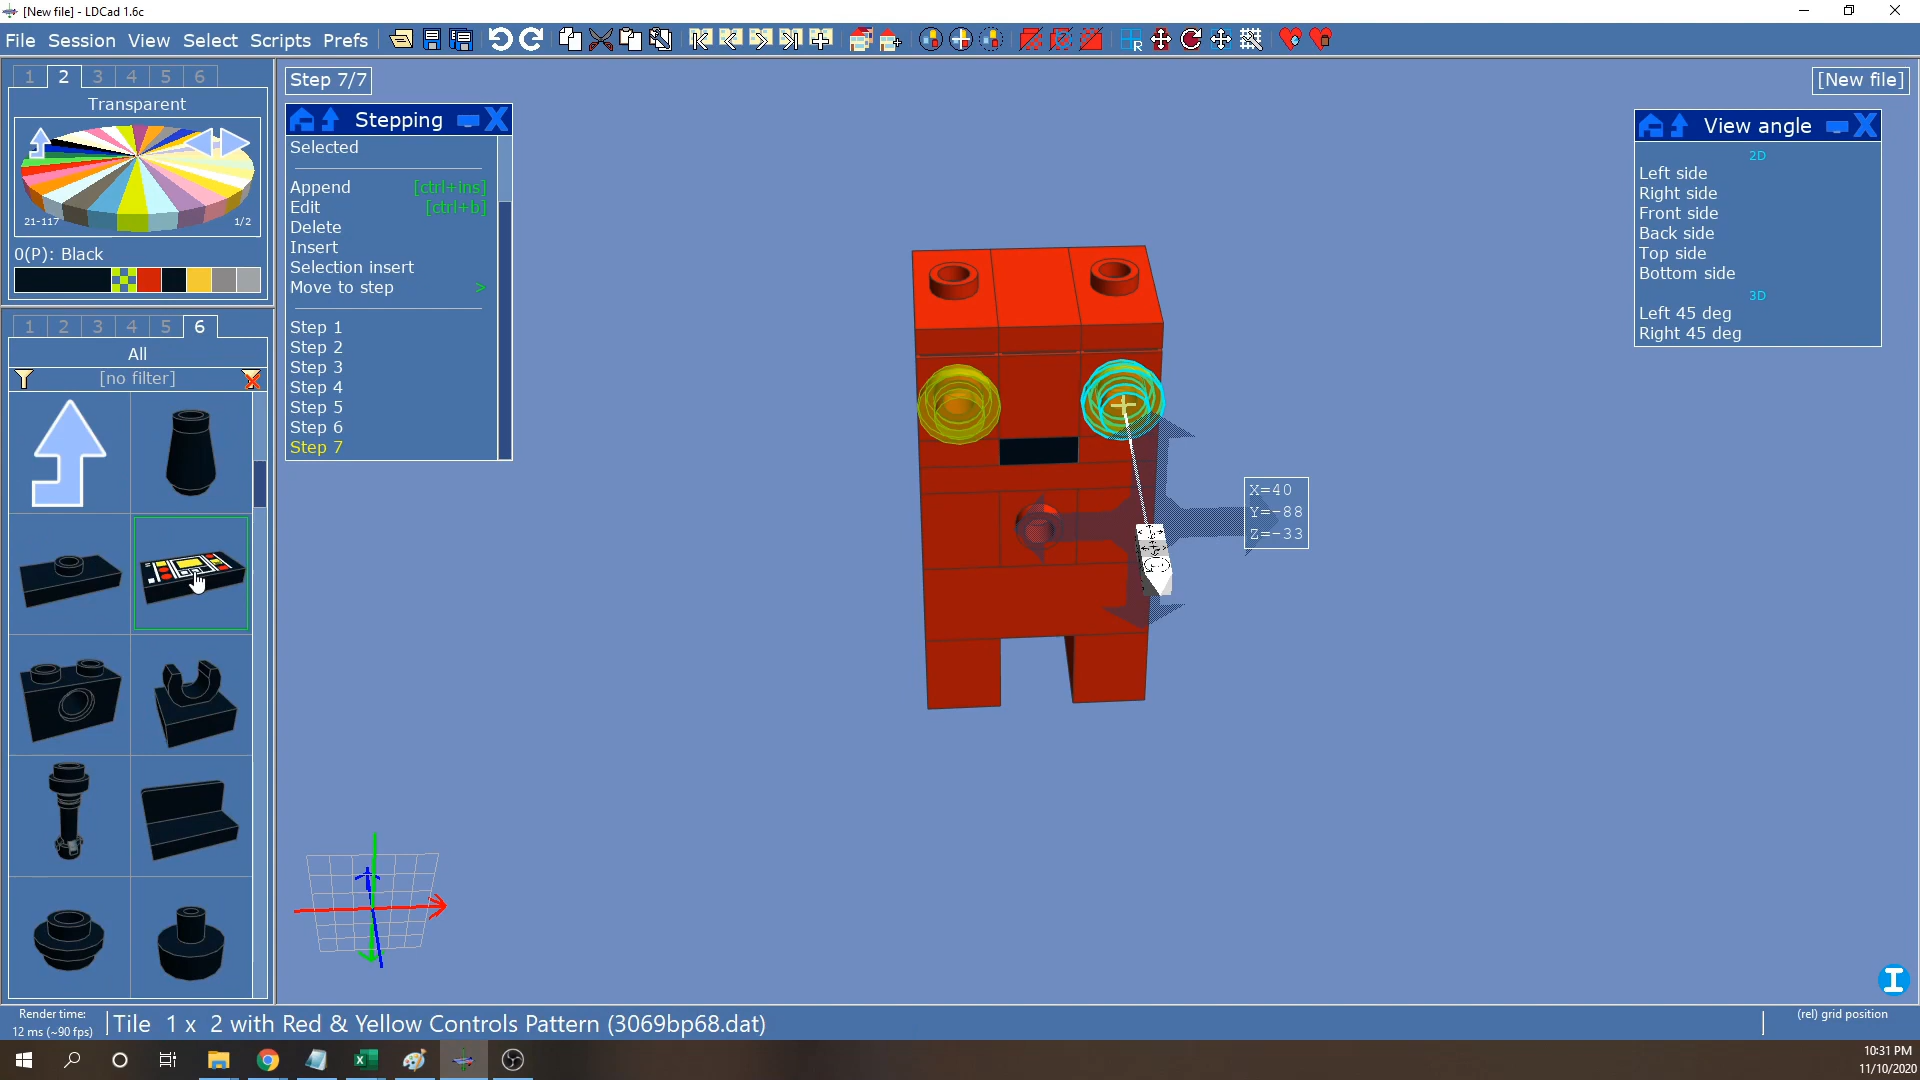 [New file] - LDCad 1.6c
File Session View Select Scripts Prefs
1 2 3 4 5 6
Transparent
21-117 1/2
0(P): Black
1 2 3 4 5 6
All
[no filter]
Step 7/7
Stepping
Selected
Append [ctrl+ins]
Edit [ctrl+b]
Delete
Insert
Selection insert
Move to step >
Step 1
Step 2
Step 3
Step 4
Step 5
Step 6
Step 7
[New file]
View angle
2D
Left side
Right side
Front side
Back side
Top side
Bottom side
3D
Left 45 deg
Right 45 deg
X=40
Y=-88
Z=-33
Render time:
12 ms (~90 fps)
Tile 1 x 2 with Red & Yellow Controls Pattern (3069bp68.dat)
(rel) grid position
10:31 PM
11/10/2020